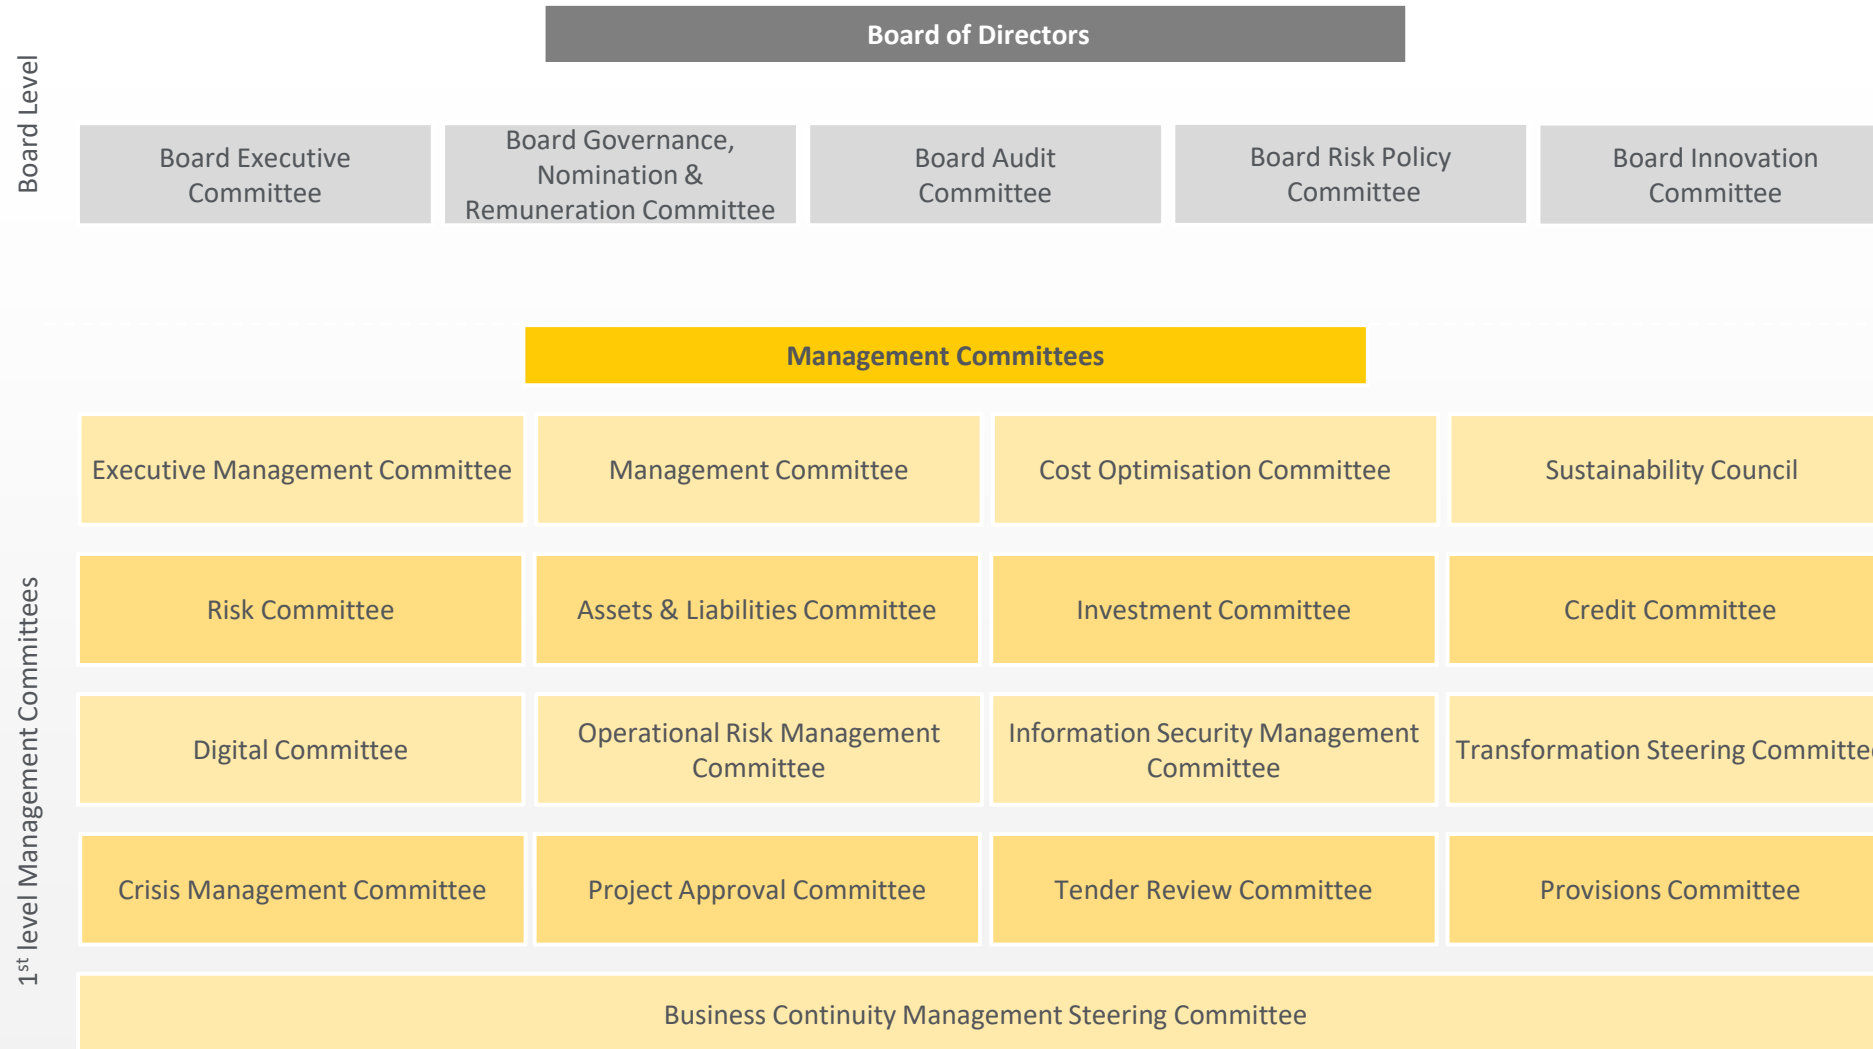 Board of Directors
Board Level
Board Executive
Committee
Board Governance,
Nomination &
Remuneration Committee
Board Audit
Committee
Board Risk Policy
Committee
Board Innovation
Committee
Management Committees
1st level Management Committees
Executive Management Committee
Management Committee
Cost Optimisation Committee
Sustainability Council
Risk Committee
Assets & Liabilities Committee
Investment Committee
Credit Committee
Digital Committee
Operational Risk Management
Committee
Information Security Management
Committee
Transformation Steering Committee
Crisis Management Committee
Project Approval Committee
Tender Review Committee
Provisions Committee
Business Continuity Management Steering Committee